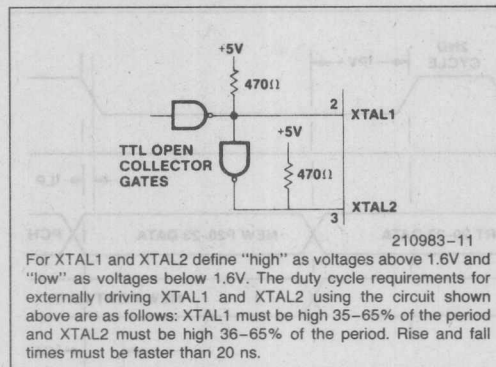 +5V
470Ω
2
XTAL1
TTL OPEN
COLLECTOR
GATES
+5V
470Ω
XTAL2
3
210983-11
For XTAL1 and XTAL2 define "high" as voltages above 1.6V and
"low" as voltages below 1.6V. The duty cycle requirements for
externally driving XTAL1 and XTAL2 using the circuit shown
above are as follows: XTAL1 must be high 35-65% of the period
and XTAL2 must be high 36-65% of the period. Rise and fall
times must be faster than 20 ns.